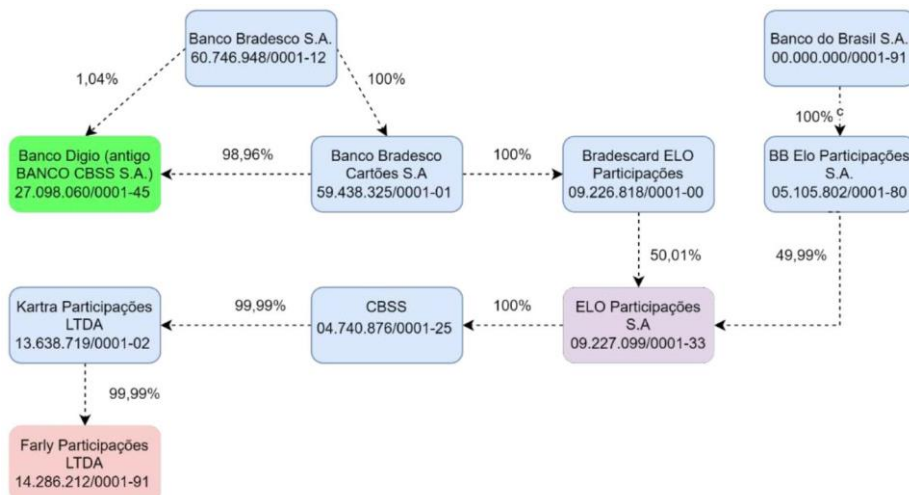 Banco Bradesco S.A.
60.746.948/0001-12
Banco do Brasil S.A.
00.000.000/0001-91
1,04%
100%
100% c
Banco Digio (antigo
BANCO CBSS S.A.)
27.098.060/0001-45
98,96%
Banco Bradesco
Cartões S.A
59.438.325/0001-01
100%
Bradescard ELO
Participações
09.226.818/0001-00
BB Elo Participações
S.A.
05.105.802/0001-80
50,01%
49,99%
Kartra Participações
LTDA
13.638.719/0001-02
99,99%
CBSS
04.740.876/0001-25
100%
ELO Participações
S.A
09.227.099/0001-33
99,99%
Farly Participações
LTDA
14.286.212/0001-91